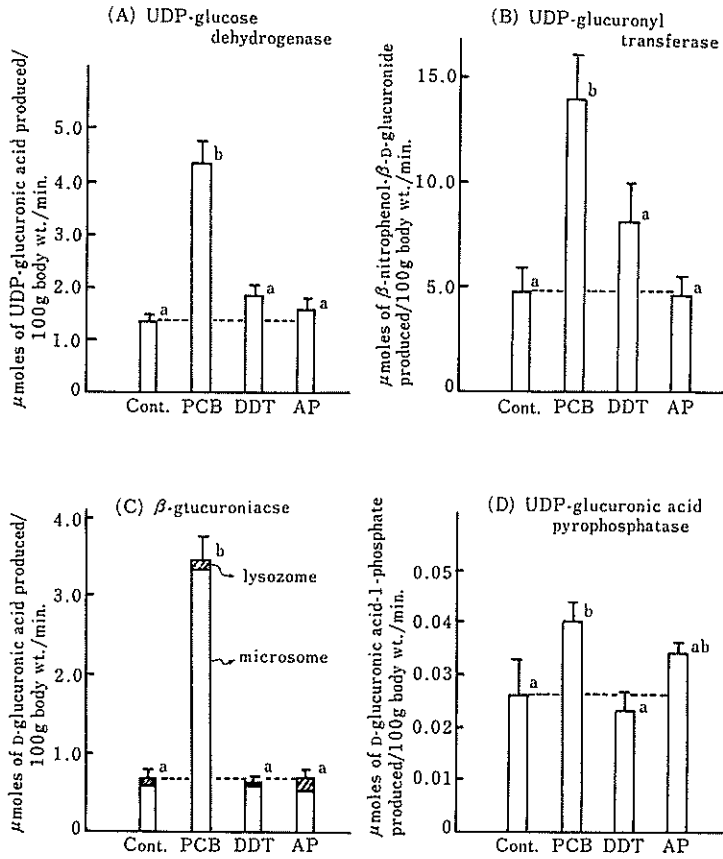 (A) UDP-glucose
dehydrogenase
μmoles of UDP-glucuronic acid produced/
100g body wt./min.
5.0
4.0
3.0
2.0
1.0
0
a
b
a
a
Cont. PCB DDT AP
(B) UDP-glucuronyl
transferase
μmoles of β-nitrophenol-β-D-glucuronide
produced/100g body wt./min.
15.0
10.0
5.0
0
a
b
a
a
Cont. PCB DDT AP
(C) β-gtucuroniacse
μmoles of D-glucuronic acid produced/
100g body wt./min.
4.0
3.0
2.0
1.0
0
a
b
a
a
lysozome
microsome
Cont. PCB DDT AP
(D) UDP-glucuronic acid
pyrophosphatase
μmoles of D-glucuronic acid-1-phosphate
produced/100g body wt./min.
0.05
0.04
0.03
0.02
0.01
0
a
b
a
ab
Cont. PCB DDT AP